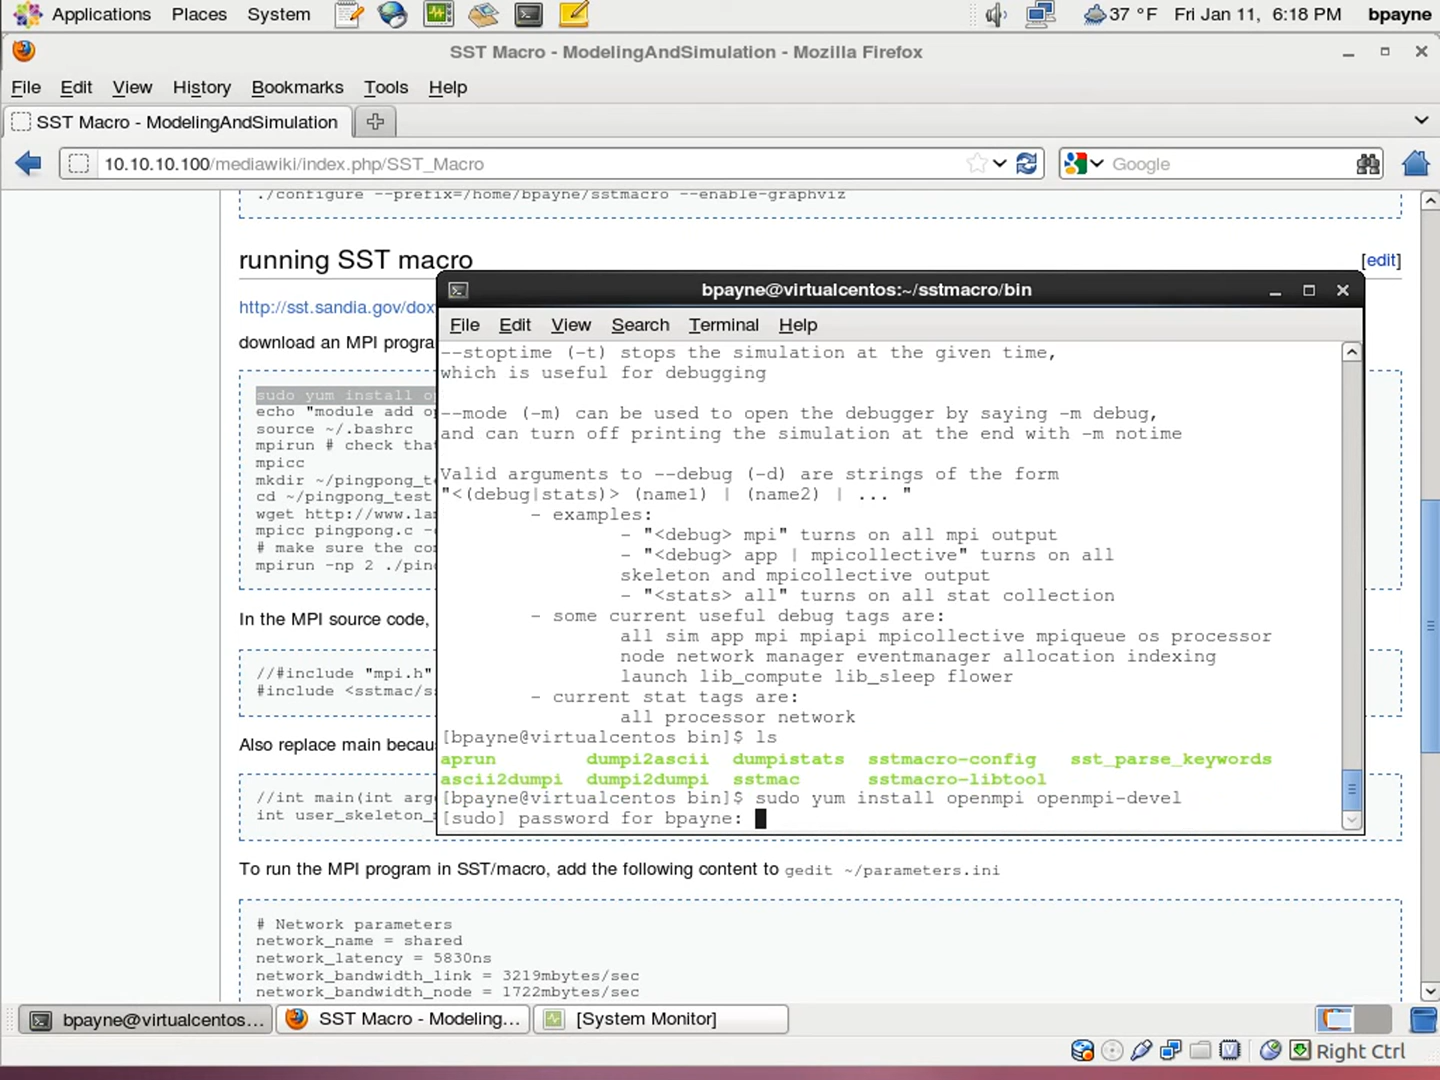 Applications Places System 37 °F Fri Jan 11, 6:18 PM bpayne
SST Macro - ModelingAndSimulation - Mozilla Firefox
File Edit View History Bookmarks Tools Help
SST Macro - ModelingAndSimulation
10.10.10.100/mediawiki/index.php/SST_Macro Google
./configure --prefix=/home/bpayne/sstmacro --enable-graphviz
running SST macro [edit]
http://sst.sandia.gov/dox
download an MPI progra
sudo yum install o
echo "module add o
source ~/.bashrc
mpirun # check tha
mpicc
mkdir ~/pingpong_t
cd ~/pingpong_test
wget http://www.la
mpicc pingpong.c -
# make sure the co
mpirun -np 2 ./pin
In the MPI source code,
//#include "mpi.h"
#include <sstmac/s
Also replace main becau
//int main(int arg
int user_skeleton_
To run the MPI program in SST/macro, add the following content to gedit ~/parameters.ini
# Network parameters
network_name = shared
network_latency = 5830ns
network_bandwidth_link = 3219mbytes/sec
network_bandwidth_node = 1722mbytes/sec
bpayne@virtualcentos:~/sstmacro/bin
File Edit View Search Terminal Help
--stoptime (-t) stops the simulation at the given time,
which is useful for debugging
--mode (-m) can be used to open the debugger by saying -m debug,
and can turn off printing the simulation at the end with -m notime
Valid arguments to --debug (-d) are strings of the form
"<(debug|stats)> (name1) | (name2) | ... "
- examples:
- "<debug> mpi" turns on all mpi output
- "<debug> app | mpicollective" turns on all
skeleton and mpicollective output
- "<stats> all" turns on all stat collection
- some current useful debug tags are:
all sim app mpi mpiapi mpicollective mpiqueue os processor
node network manager eventmanager allocation indexing
launch lib_compute lib_sleep flower
- current stat tags are:
all processor network
[bpayne@virtualcentos bin]$ ls
aprun dumpi2ascii dumpistats sstmacro-config sst_parse_keywords
ascii2dumpi dumpi2dumpi sstmac sstmacro-libtool
[bpayne@virtualcentos bin]$ sudo yum install openmpi openmpi-devel
[sudo] password for bpayne:
bpayne@virtualcentos... SST Macro - Modeling... [System Monitor]
Right Ctrl